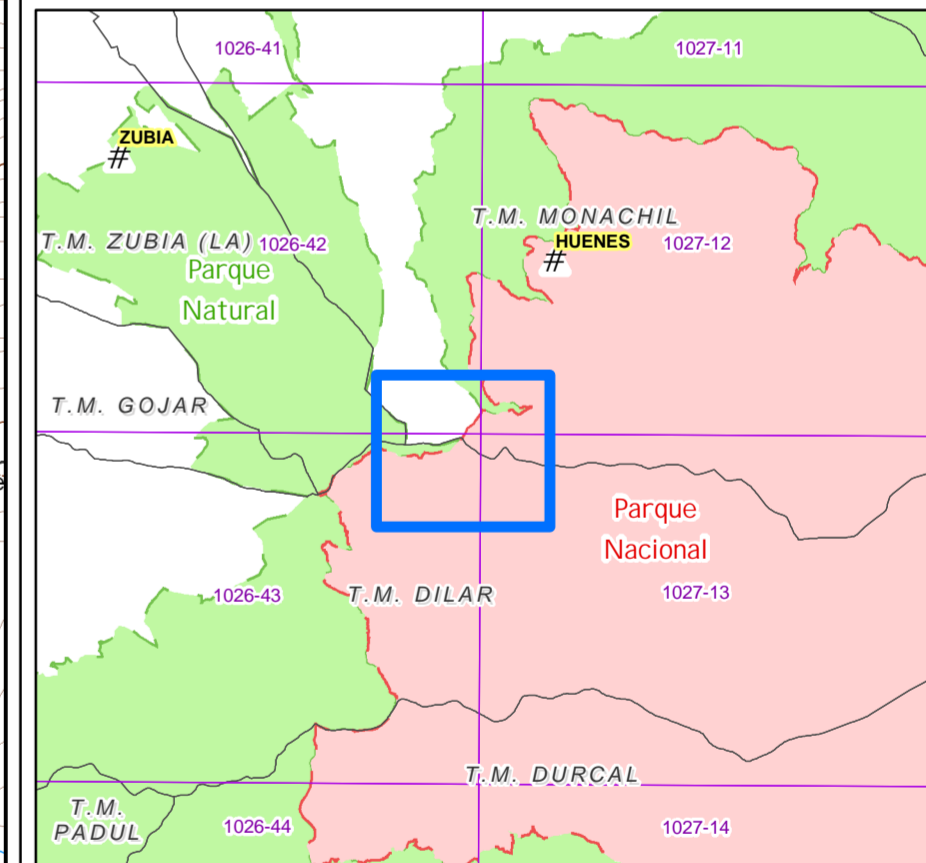 1026-41
1027-11
ZUBIA
#
T.M. MONACHIL
T.M. ZUBIA (LA)
1026-42
HUENES
#
1027-12
Parque
Natural
T.M. GOJAR
Parque
Nacional
1026-43
T.M. DILAR
1027-13
T.M. DURCAL
T.M.
PADUL
1026-44
1027-14